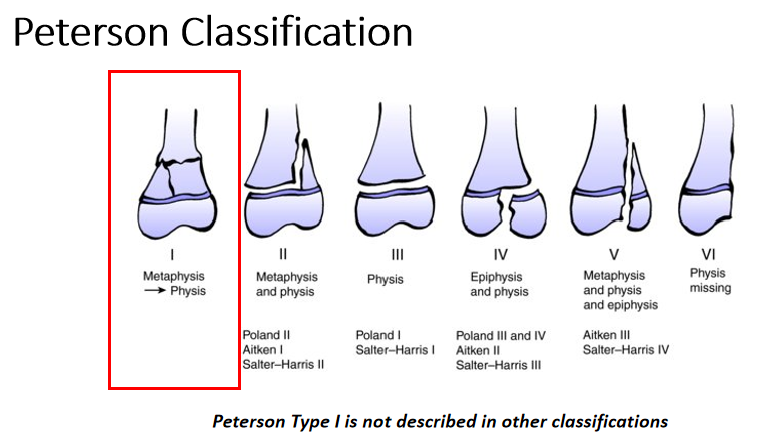 Peterson Classification
I
Metaphysis
→ Physis
II
Metaphysis
and physis
Poland II
Aitken I
Salter–Harris II
III
Physis
Poland I
Salter–Harris I
IV
Epiphysis
and physis
Poland III and IV
Aitken II
Salter–Harris III
V
Metaphysis
and physis
and epiphysis
Aitken III
Salter–Harris IV
VI
Physis
missing
Peterson Type I is not described in other classifications